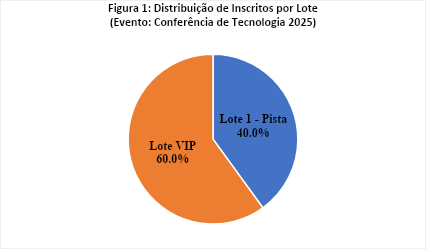 Figura 1: Distribuição de Inscritos por Lote
(Evento: Conferência de Tecnologia 2025)
Lote 1 - Pista
40.0%
Lote VIP
60.0%